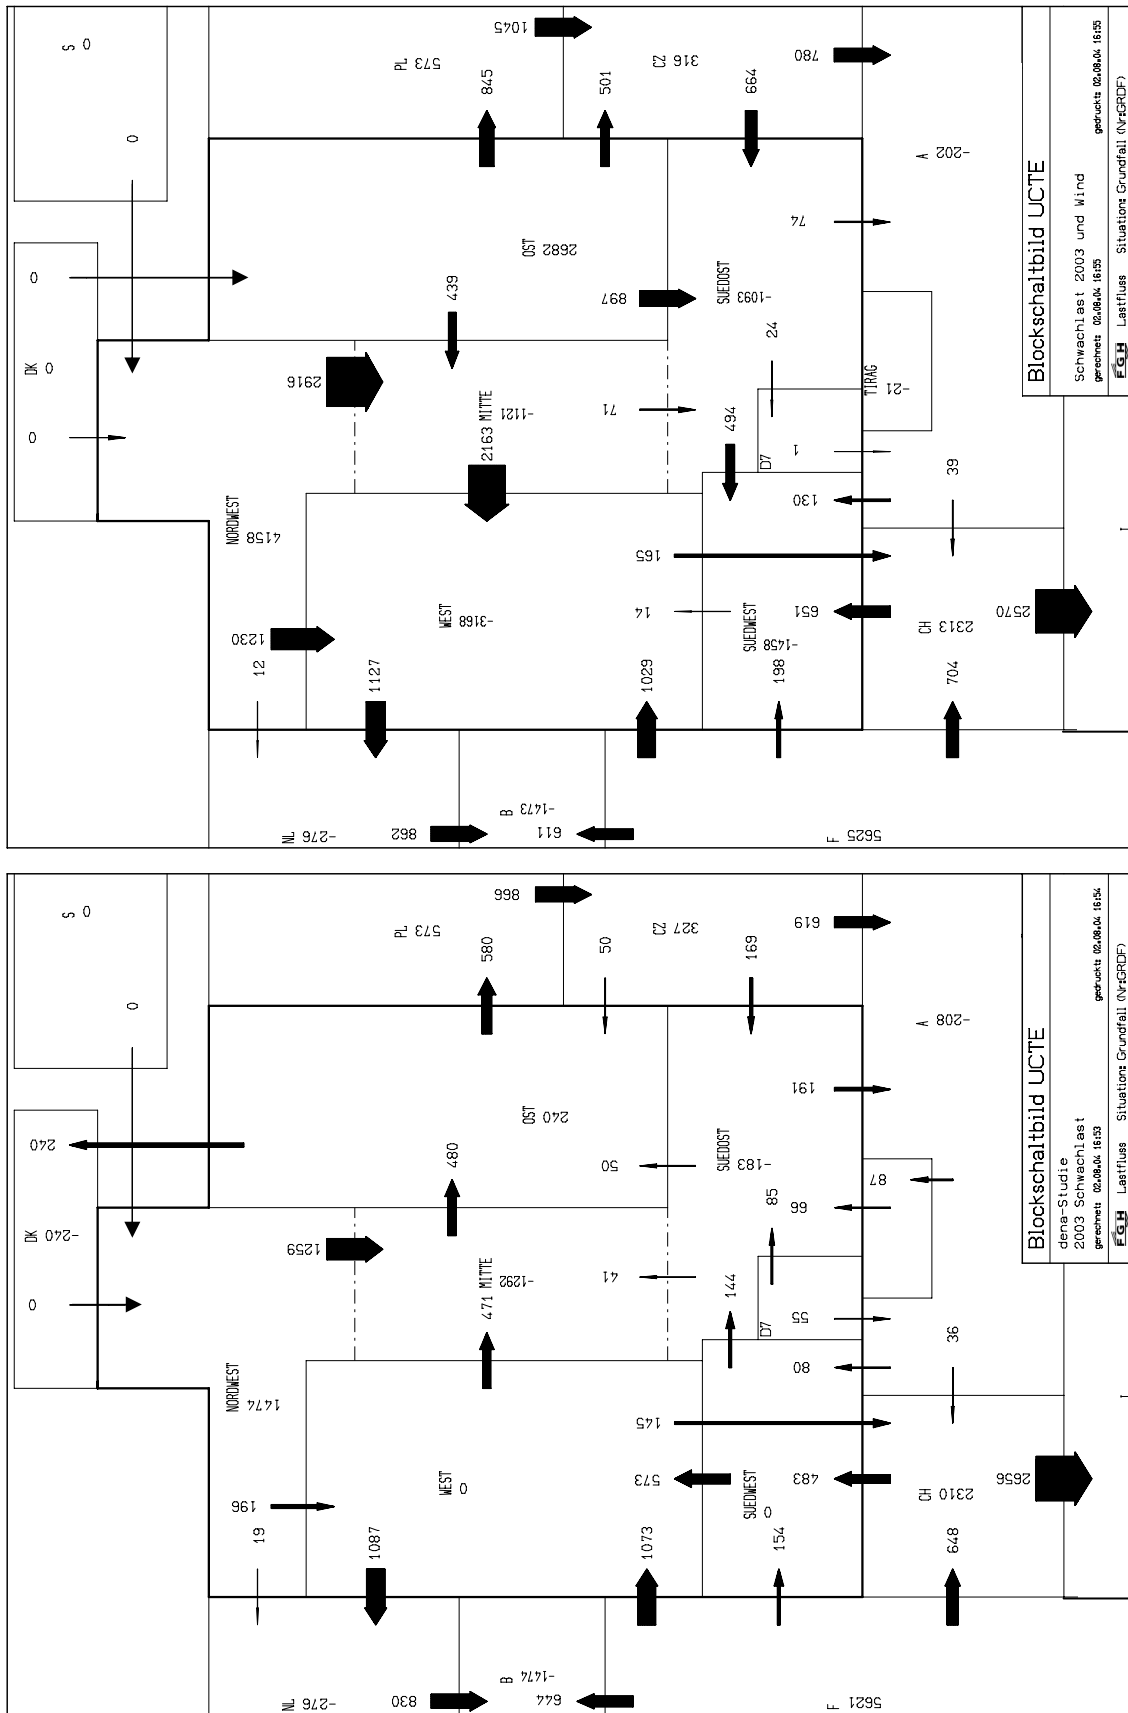 S 0
0
DK 0
0
0
1045
PL 573
845
501
CZ 316
664
780
OST 2682
439
897
SUEDOST
-1093
74
A -202
2916
2163 MITTE
-1121
71
24
494
D7
1
TIRAG
-21
NORDWEST
4158
1230
12
WEST
-3168
1127
165
14
1029
SUEDWEST
-1458
198
130
651
39
CH 2313
2570
704
NL -276
862
B -1473
611
F 5625
I
Blockschaltbild UCTE
Schwachlast 2003 und Wind
gerechnet: 02.08.04 16:55
gedruckt: 02.08.04 16:55
FGH Lastfluss Situation: Grundfall (Nr:GRDF)
S 0
0
DK -240
240
0
866
PL 573
580
50
CZ 327
169
619
OST 240
480
50
SUEDOST
-183
191
A -208
1259
471 MITTE
-1292
41
85
144
D7
66
55
87
NORDWEST
1474
196
19
WEST
0
1087
145
573
1073
SUEDWEST
0
154
80
483
36
CH 2310
2656
648
NL -276
830
B -1474
644
F 5621
I
Blockschaltbild UCTE
dena-Studie
2003 Schwachlast
gerechnet: 02.08.04 16:53
gedruckt: 02.08.04 16:54
FGH Lastfluss Situation: Grundfall (Nr:GRDF)